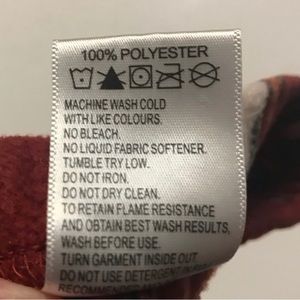 100% POLYESTER
MACHINE WASH COLD
WITH LIKE COLOURS.
NO BLEACH.
NO LIQUID FABRIC SOFTENER.
TUMBLE TRY LOW.
DO NOT IRON.
DO NOT DRY CLEAN.
TO RETAIN FLAME RESISTANCE
AND OBTAIN BEST WASH RESULTS,
WASH BEFORE USE.
TURN GARMENT INSIDE OUT
DO NOT USE DETERGENT IN